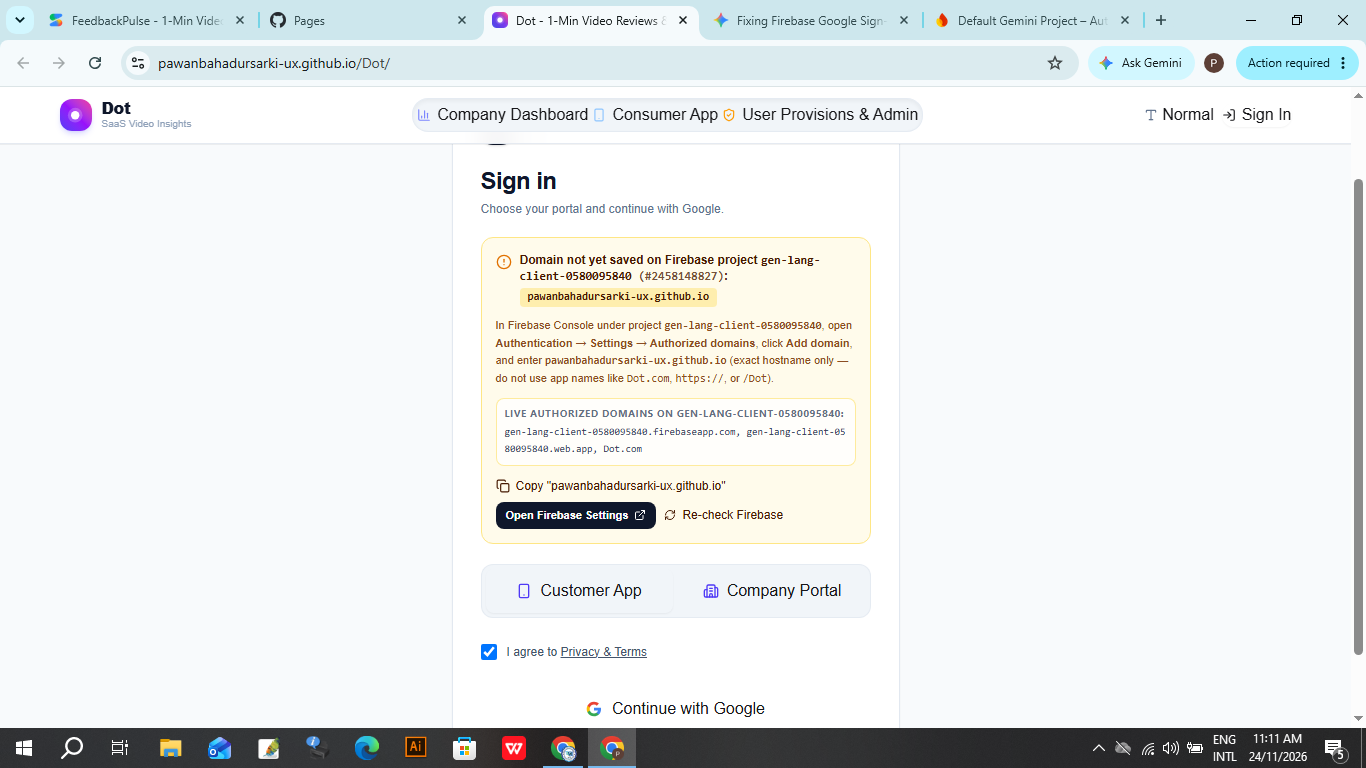 FeedbackPulse - 1-Min Vide
Pages
Dot - 1-Min Video Reviews &
Fixing Firebase Google Sign-
Default Gemini Project – Aut
pawanbahadursarki-ux.github.io/Dot/
Ask Gemini
P
Action required
Dot
SaaS Video Insights
Company Dashboard
Consumer App
User Provisions & Admin
Normal
Sign In
Sign in
Choose your portal and continue with Google.
Domain not yet saved on Firebase project gen-lang-
client-0580095840 (#2458148827):
pawanbahadursarki-ux.github.io
In Firebase Console under project gen-lang-client-0580095840, open
Authentication → Settings → Authorized domains, click Add domain,
and enter pawanbahadursarki-ux.github.io (exact hostname only —
do not use app names like Dot.com, https://, or /Dot).
LIVE AUTHORIZED DOMAINS ON GEN-LANG-CLIENT-0580095840:
gen-lang-client-0580095840.firebaseapp.com, gen-lang-client-05
80095840.web.app, Dot.com
Copy "pawanbahadursarki-ux.github.io"
Open Firebase Settings
Re-check Firebase
Customer App
Company Portal
I agree to Privacy & Terms
Continue with Google
Ai
W
ENG
INTL
11:11 AM
24/11/2026
5